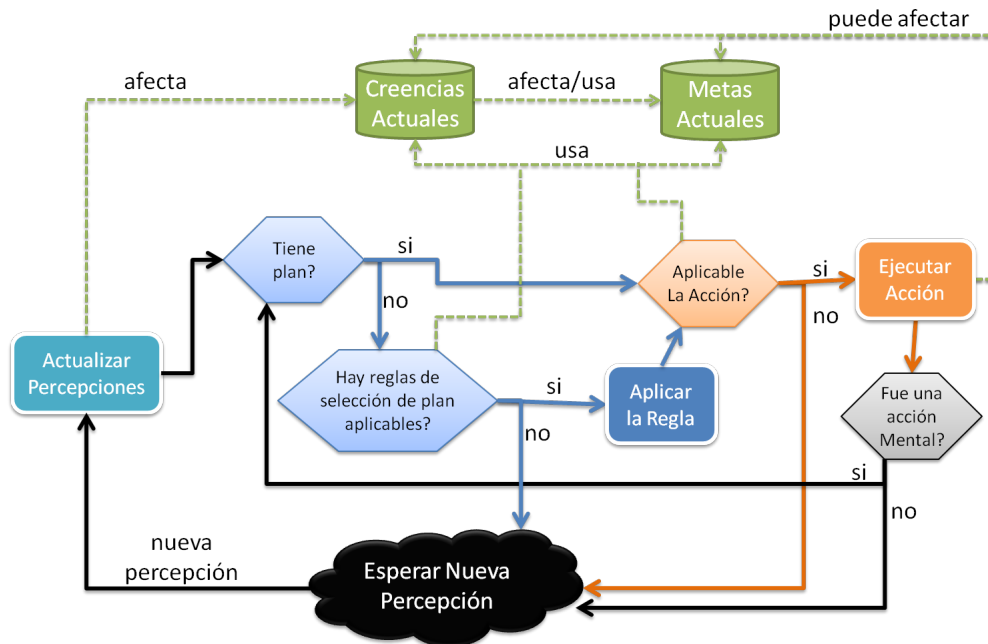 puede afectar
afecta
Creencias
Actuales
afecta/usa
Metas
Actuales
usa
Tiene
plan?
si
no
Aplicable
La Acción?
si
no
Ejecutar
Acción
Actualizar
Percepciones
Hay reglas de
selección de plan
aplicables?
si
no
Aplicar
la Regla
Fue una
acción
Mental?
si
no
nueva
percepción
Esperar Nueva
Percepción